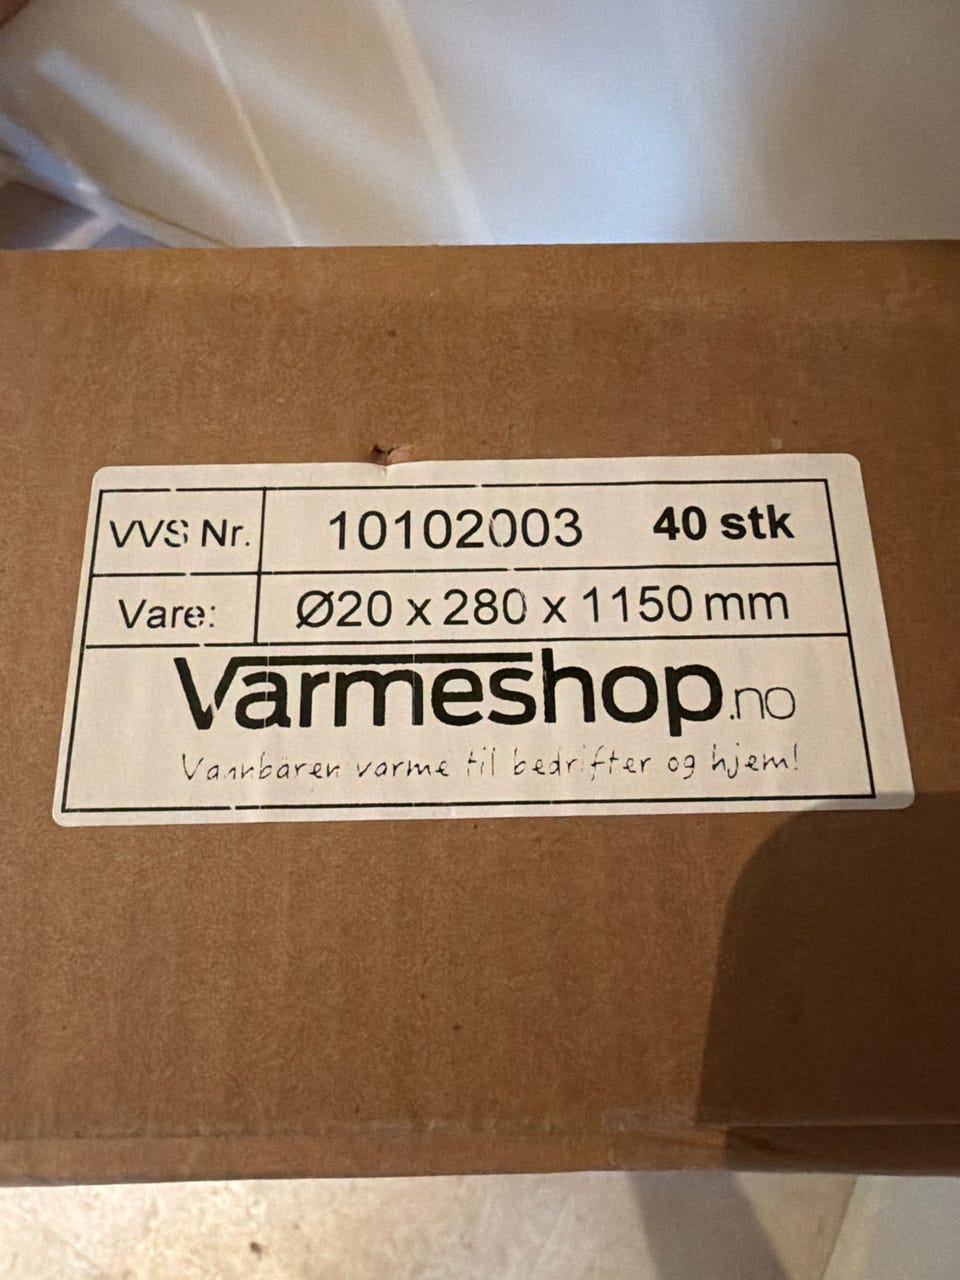 VVS Nr. 10102003 40 stk
Vare: Ø20 x 280 x 1150 mm
Varmeshop.no
Vannbåren varme til bedrifter og hjem!